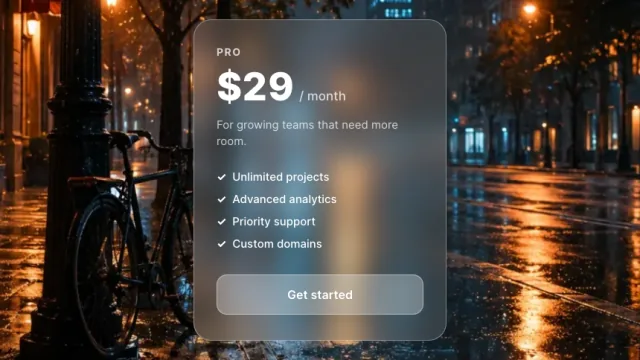 PRO
$29 / month
For growing teams that need more
room.
✓ Unlimited projects
✓ Advanced analytics
✓ Priority support
✓ Custom domains
Get started